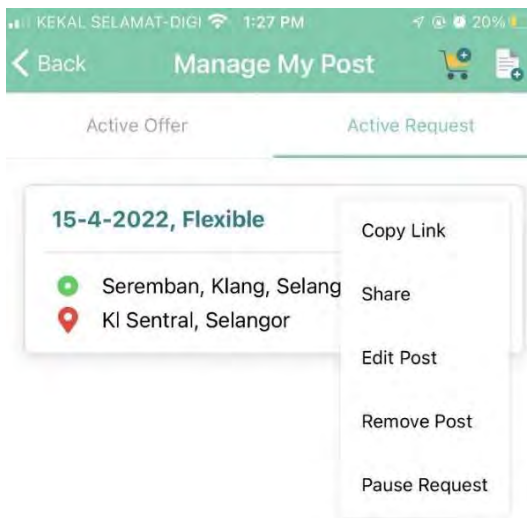 KEKAL SELAMAT-DIGI 1:27 PM 20%
Back Manage My Post
Active Offer Active Request
15-4-2022, Flexible
Seremban, Klang, Selang
Kl Sentral, Selangor
Copy Link
Share
Edit Post
Remove Post
Pause Request